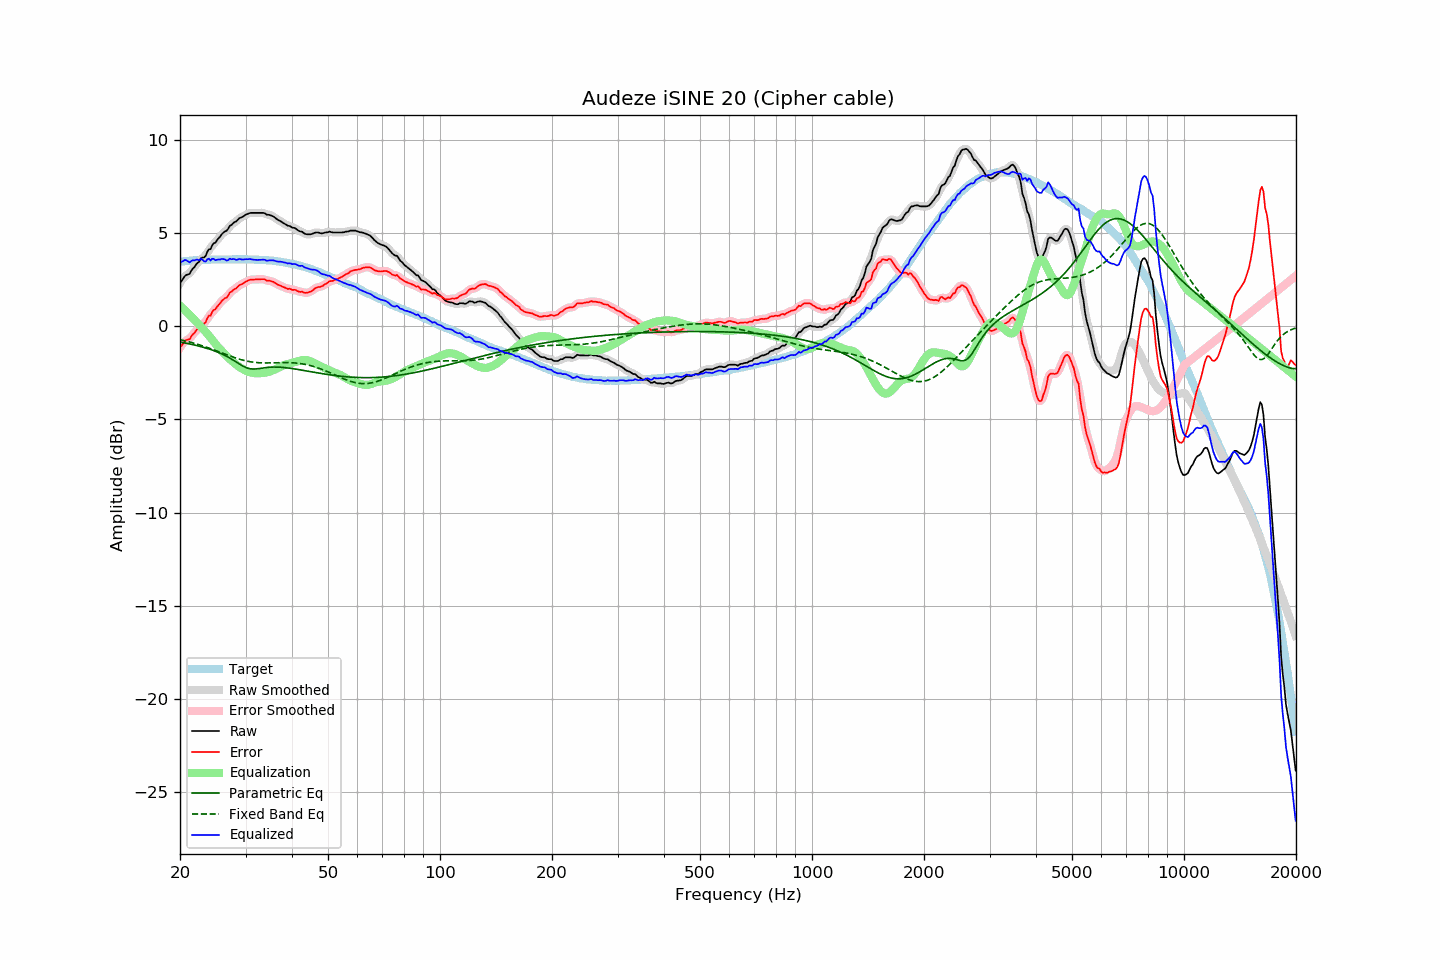 Audeze iSINE 20 (Cipher cable)
10
5
0
−5
−10
−15
−20
−25
Amplitude (dBr)
Target
Raw Smoothed
Error Smoothed
Raw
Error
Equalization
Parametric Eq
Fixed Band Eq
Equalized
20 50 100 200 500 1000 2000 5000 10000 20000
Frequency (Hz)